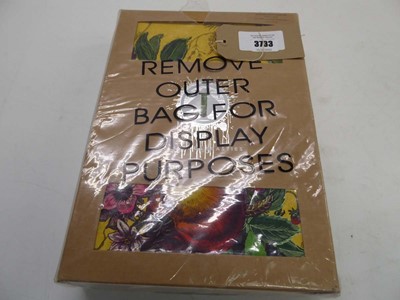 3733
REMOVE
OUTER
BAG FOR
DISPLAY
PURPOSES